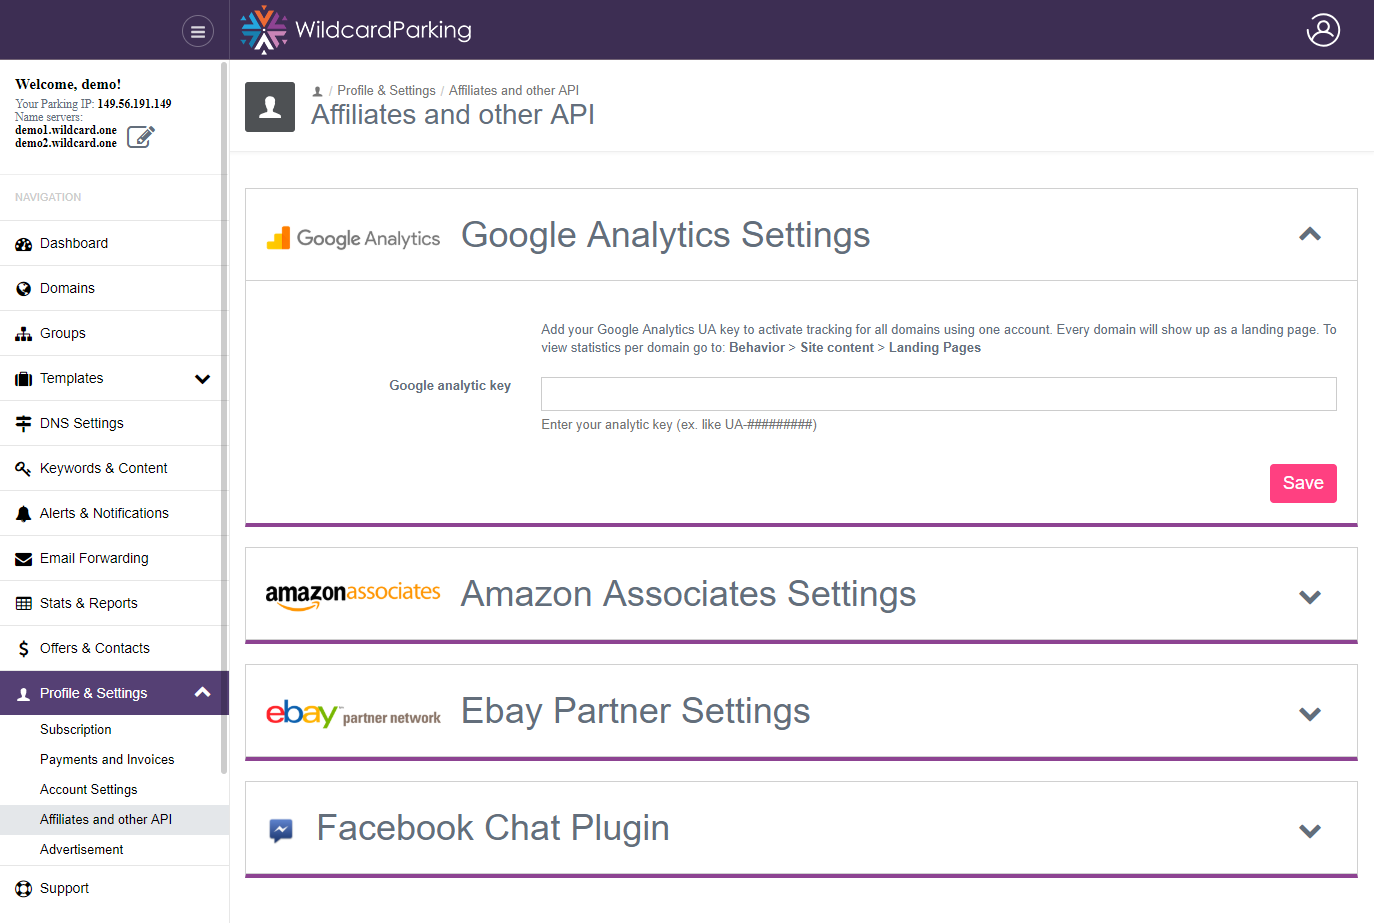 WildcardParking
Welcome, demo!
Your Parking IP: 149.56.191.149
Name servers:
demo1.wildcard.one
demo2.wildcard.one
NAVIGATION
Dashboard
Domains
Groups
Templates
DNS Settings
Keywords & Content
Alerts & Notifications
Email Forwarding
Stats & Reports
Offers & Contacts
Profile & Settings
Subscription
Payments and Invoices
Account Settings
Affiliates and other API
Advertisement
Support
/ Profile & Settings / Affiliates and other API
Affiliates and other API
Google Analytics Google Analytics Settings
Add your Google Analytics UA key to activate tracking for all domains using one account. Every domain will show up as a landing page. To
view statistics per domain go to: Behavior > Site content > Landing Pages
Google analytic key
Enter your analytic key (ex. like UA-#########)
Save
amazonassociates Amazon Associates Settings
ebay™ partner network Ebay Partner Settings
Facebook Chat Plugin